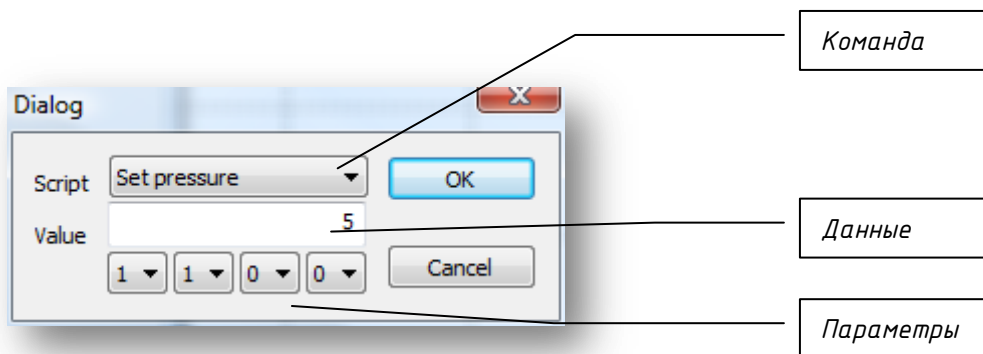 Команда
Dialog
Script
Set pressure
OK
Value
5
Данные
1 1 0 0
Cancel
Параметры